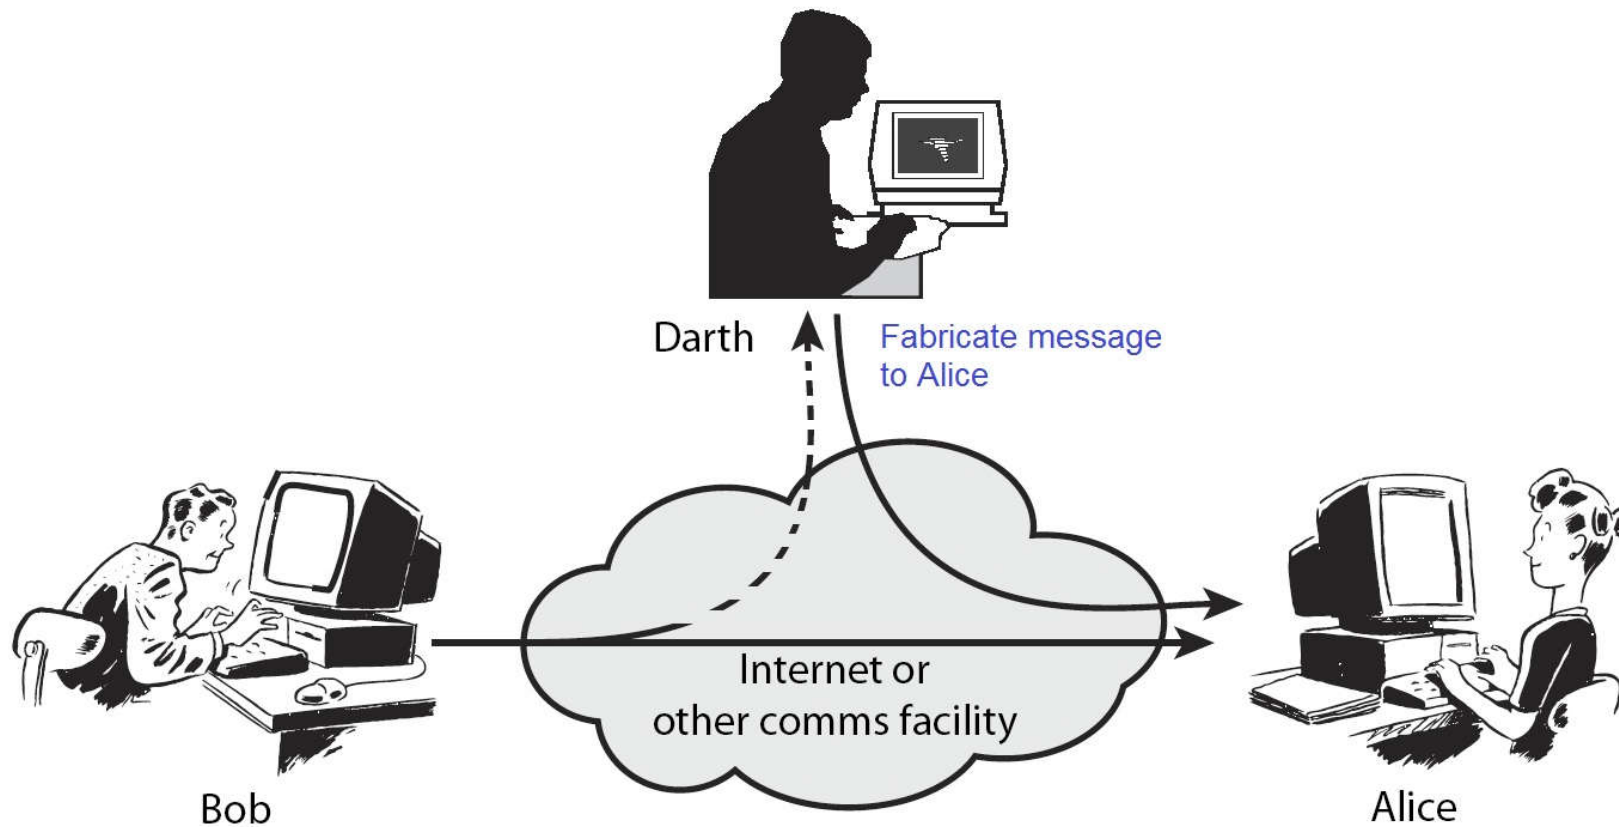 Darth
Fabricate message
to Alice
Internet or
other comms facility
Bob
Alice